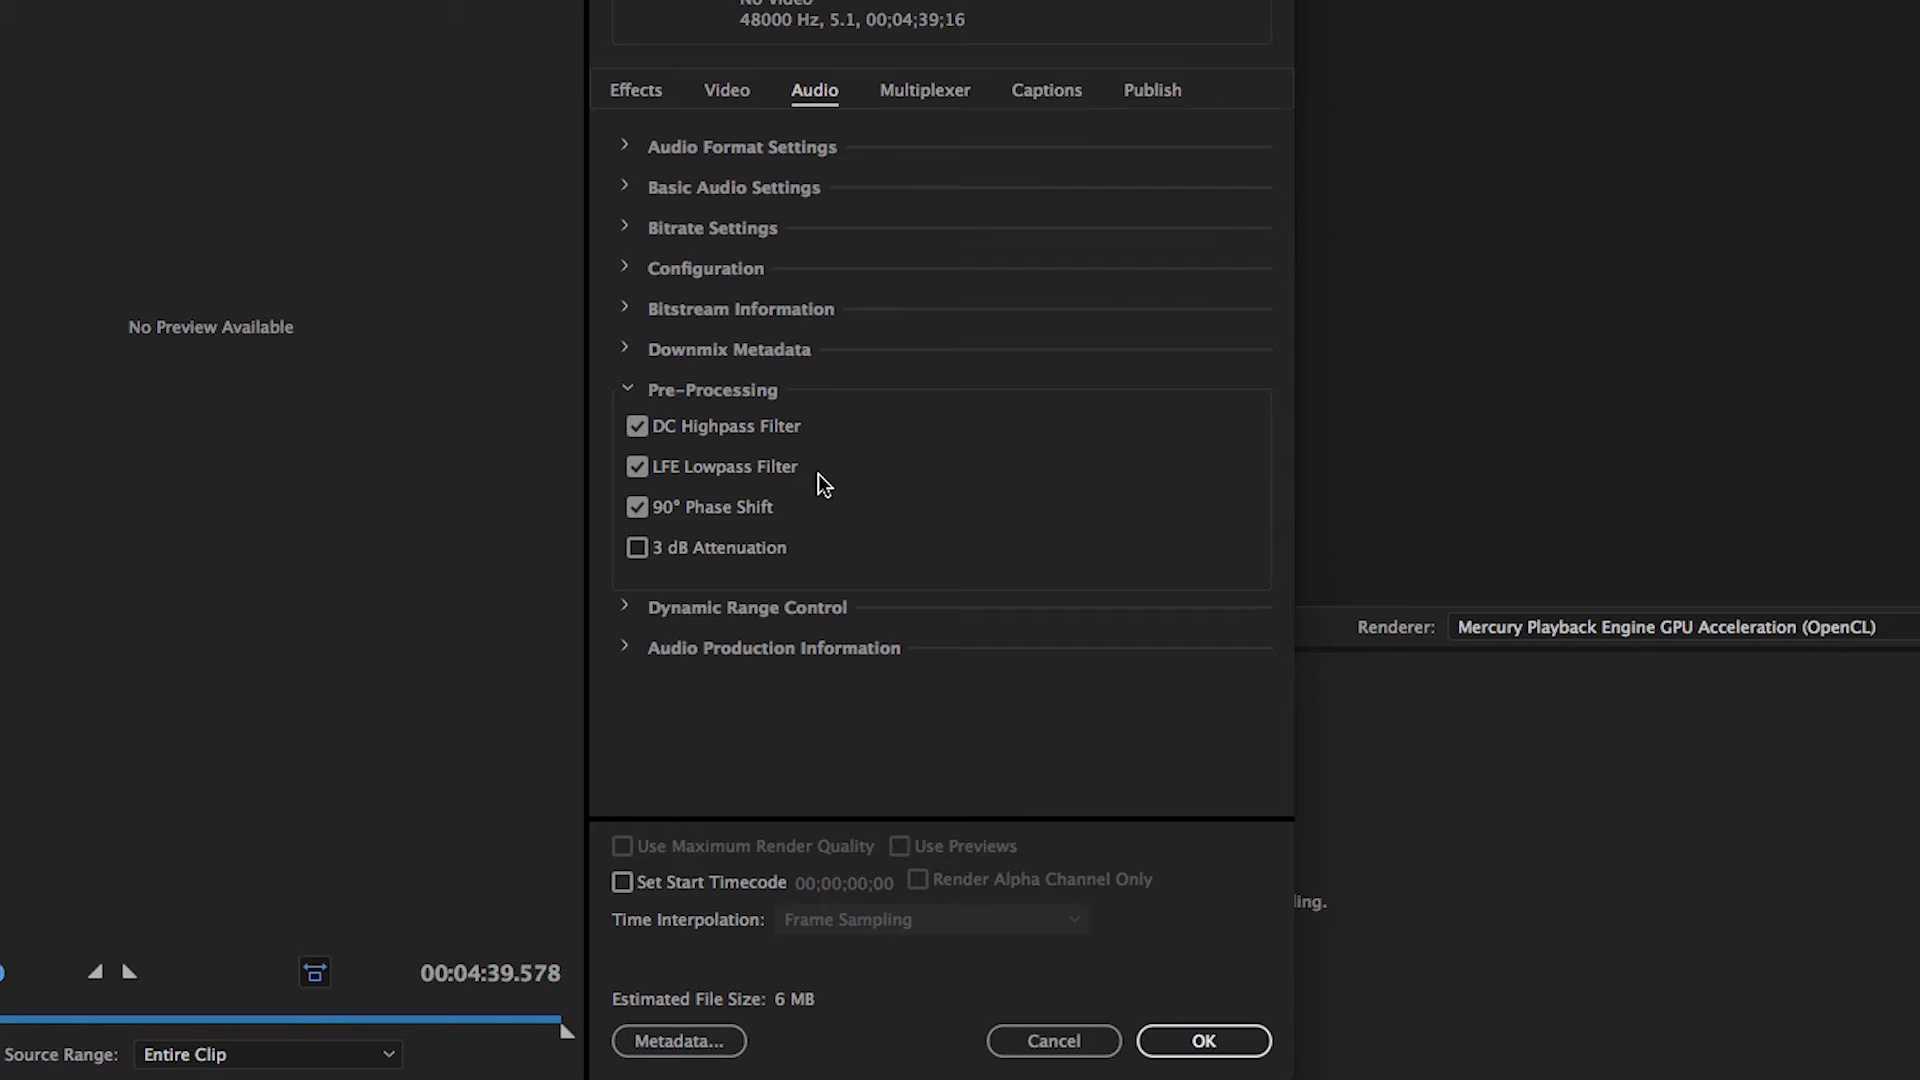 No Video
48000 Hz, 5.1, 00;04;39;16
Effects Video Audio Multiplexer Captions Publish
Audio Format Settings
Basic Audio Settings
Bitrate Settings
Configuration
Bitstream Information
No Preview Available
Downmix Metadata
Pre-Processing
DC Highpass Filter
LFE Lowpass Filter
90° Phase Shift
3 dB Attenuation
Dynamic Range Control
Renderer: Mercury Playback Engine GPU Acceleration (OpenCL)
Audio Production Information
Use Maximum Render Quality Use Previews
Set Start Timecode 00;00;00;00 Render Alpha Channel Only
ling.
Time Interpolation: Frame Sampling
00:04:39.578
Estimated File Size: 6 MB
Metadata... Cancel OK
Source Range: Entire Clip